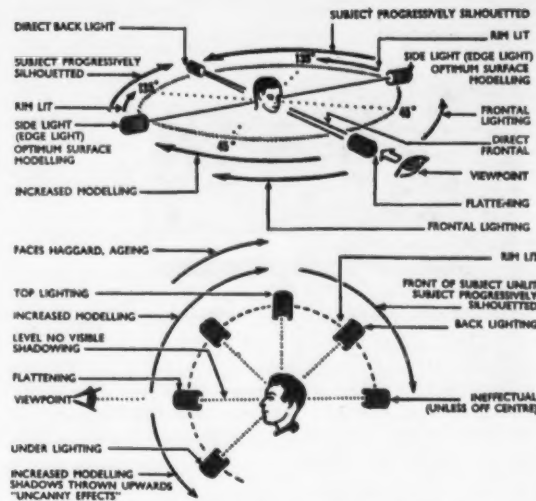 SUBJECT PROGRESSIVELY SILHOUETTED
DIRECT BACK LIGHT
RIM LIT
SUBJECT PROGRESSIVELY
SILHOUETTED
135°
SIDE LIGHT (EDGE LIGHT)
OPTIMUM SURFACE
MODELLING
135°
RIM LIT
45°
FRONTAL
LIGHTING
SIDE LIGHT
(EDGE LIGHT)
OPTIMUM SURFACE
MODELLING
45°
DIRECT
FRONTAL
VIEWPOINT
INCREASED MODELLING
FLATTENING
FRONTAL LIGHTING
FACES HAGGARD, AGEING
RIM LIT
TOP LIGHTING
FRONT OF SUBJECT UNLIT
SUBJECT PROGRESSIVELY
SILHOUETTED
INCREASED MODELLING
BACK LIGHTING
LEVEL NO VISIBLE
SHADOWING
FLATTENING
VIEWPOINT
INEFFECTUAL
(UNLESS OFF CENTRE)
UNDER LIGHTING
INCREASED MODELLING
SHADOWS THROWN UPWARDS
"UNCANNY EFFECTS"